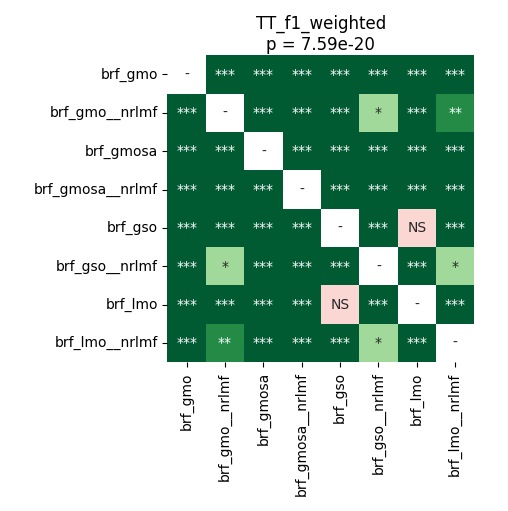 TT_f1_weighted
p = 7.59e-20
brf_gmo - *** *** *** *** *** *** ***
brf_gmo__nrlmf *** - *** *** *** * *** **
brf_gmosa *** *** - *** *** *** *** ***
brf_gmosa__nrlmf *** *** *** - *** *** *** ***
brf_gso *** *** *** *** - *** NS ***
brf_gso__nrlmf *** * *** *** *** - *** *
brf_lmo *** *** *** *** NS *** - ***
brf_lmo__nrlmf *** ** *** *** *** * *** -
brf_gmo
brf_gmo__nrlmf
brf_gmosa
brf_gmosa__nrlmf
brf_gso
brf_gso__nrlmf
brf_lmo
brf_lmo__nrlmf